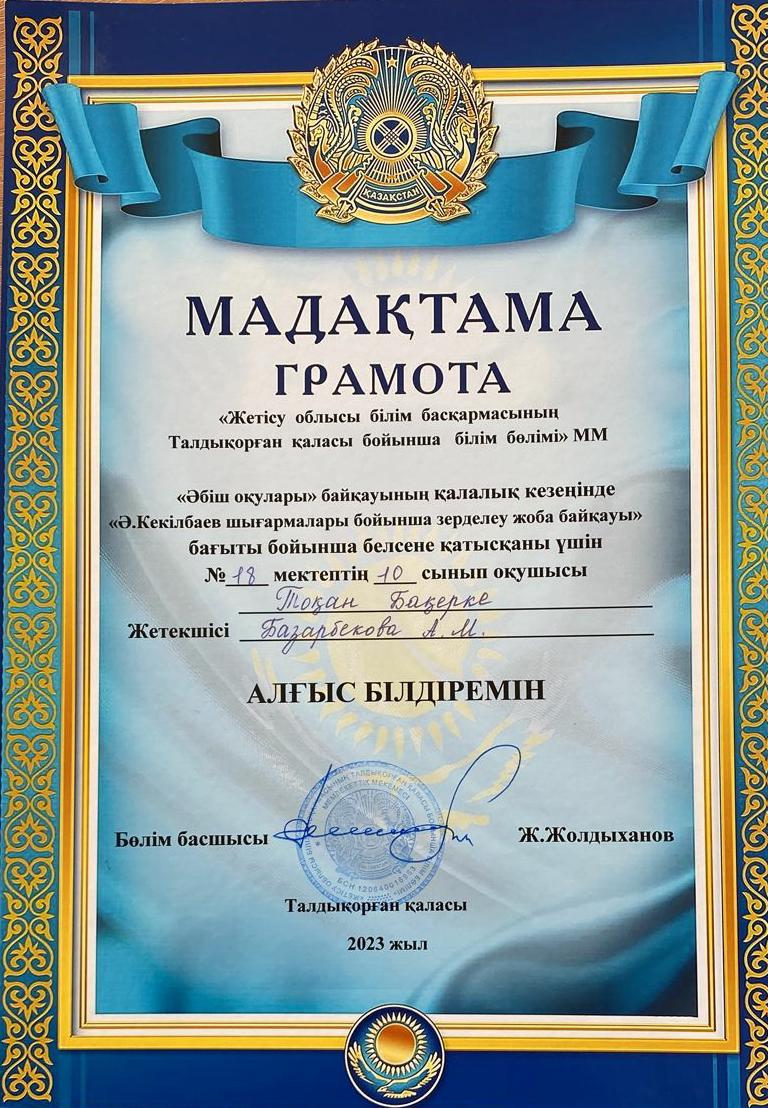 ҚАЗАҚСТАН
МАДАҚТАМА
ГРАМОТА
«Жетісу облысы білім басқармасының
Талдықорған қаласы бойынша білім бөлімі» ММ
«Әбіш оқулары» байқауының қалалық кезеңінде
«Ә.Кекілбаев шығармалары бойынша зерделеу жоба байқауы»
бағыты бойынша белсене қатысқаны үшін
№ 18 мектептің 10 сынып оқушысы
Тоқан Бақерке
Жетекшісі Базарбекова А.М.
АЛҒЫС БІЛДІРЕМІН
Бөлім басшысы Ж.Жолдыханов
Талдықорған қаласы
2023 жыл